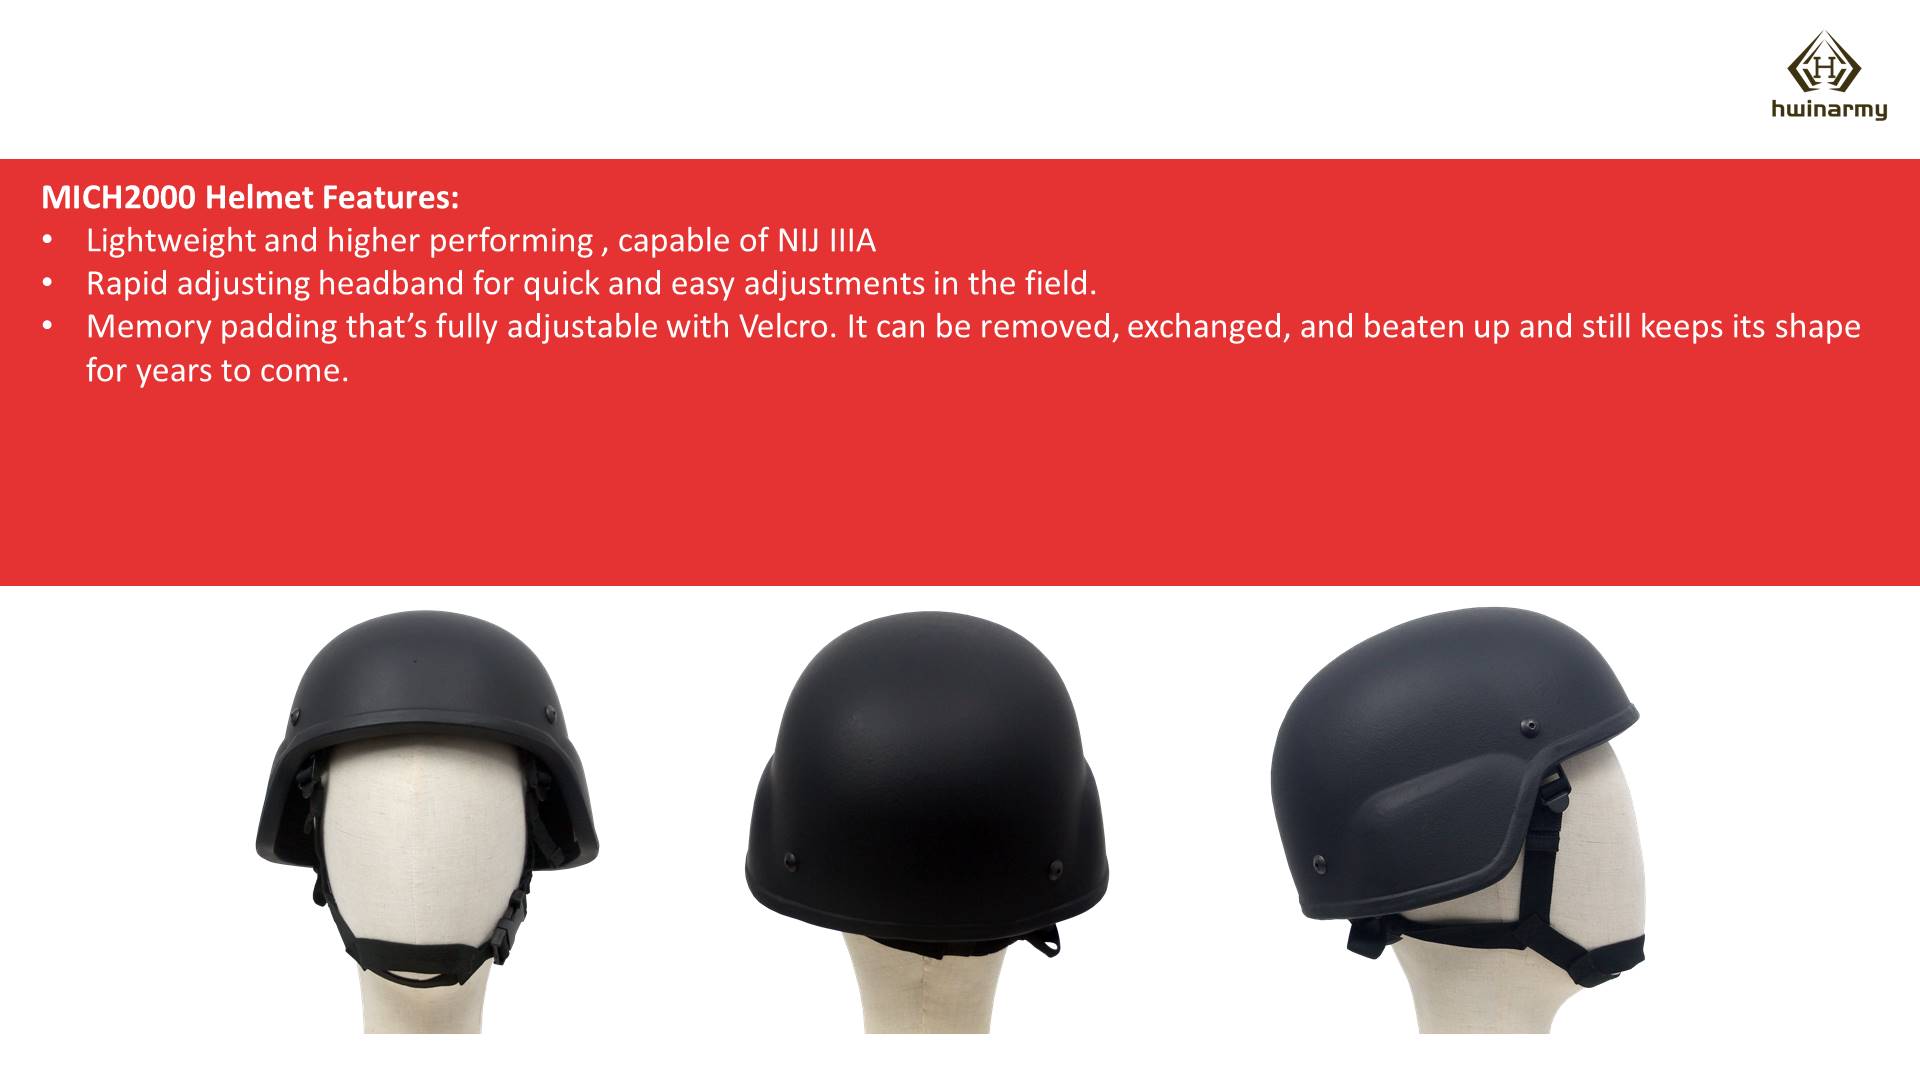 H
hwinarmy
MICH2000 Helmet Features:
• Lightweight and higher performing , capable of NIJ IIIA
• Rapid adjusting headband for quick and easy adjustments in the field.
• Memory padding that’s fully adjustable with Velcro. It can be removed, exchanged, and beaten up and still keeps its shape
for years to come.